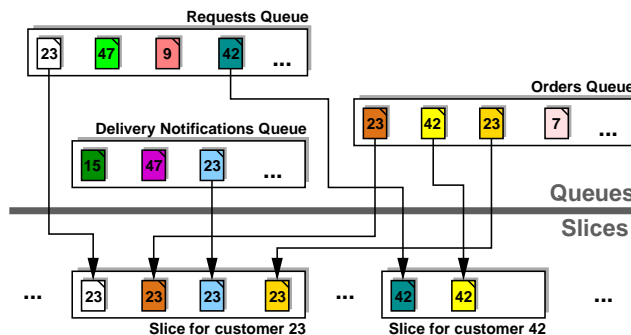 Requests Queue
23 47 9 42 ...
Orders Queue
23 42 23 7 ...
Delivery Notifications Queue
15 47 23 ...
Queues
Slices
... 23 23 23 23 ... 42 42 ...
Slice for customer 23
Slice for customer 42